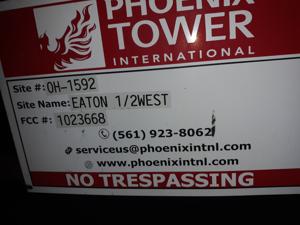 PHOENIX
TOWER
INTERNATIONAL
Site #: OH-1592
Site Name: EATON 1/2WEST
FCC #: 1023668
(561) 923-8062
serviceus@phoenixintnl.com
www.phoenixintnl.com
NO TRESPASSING